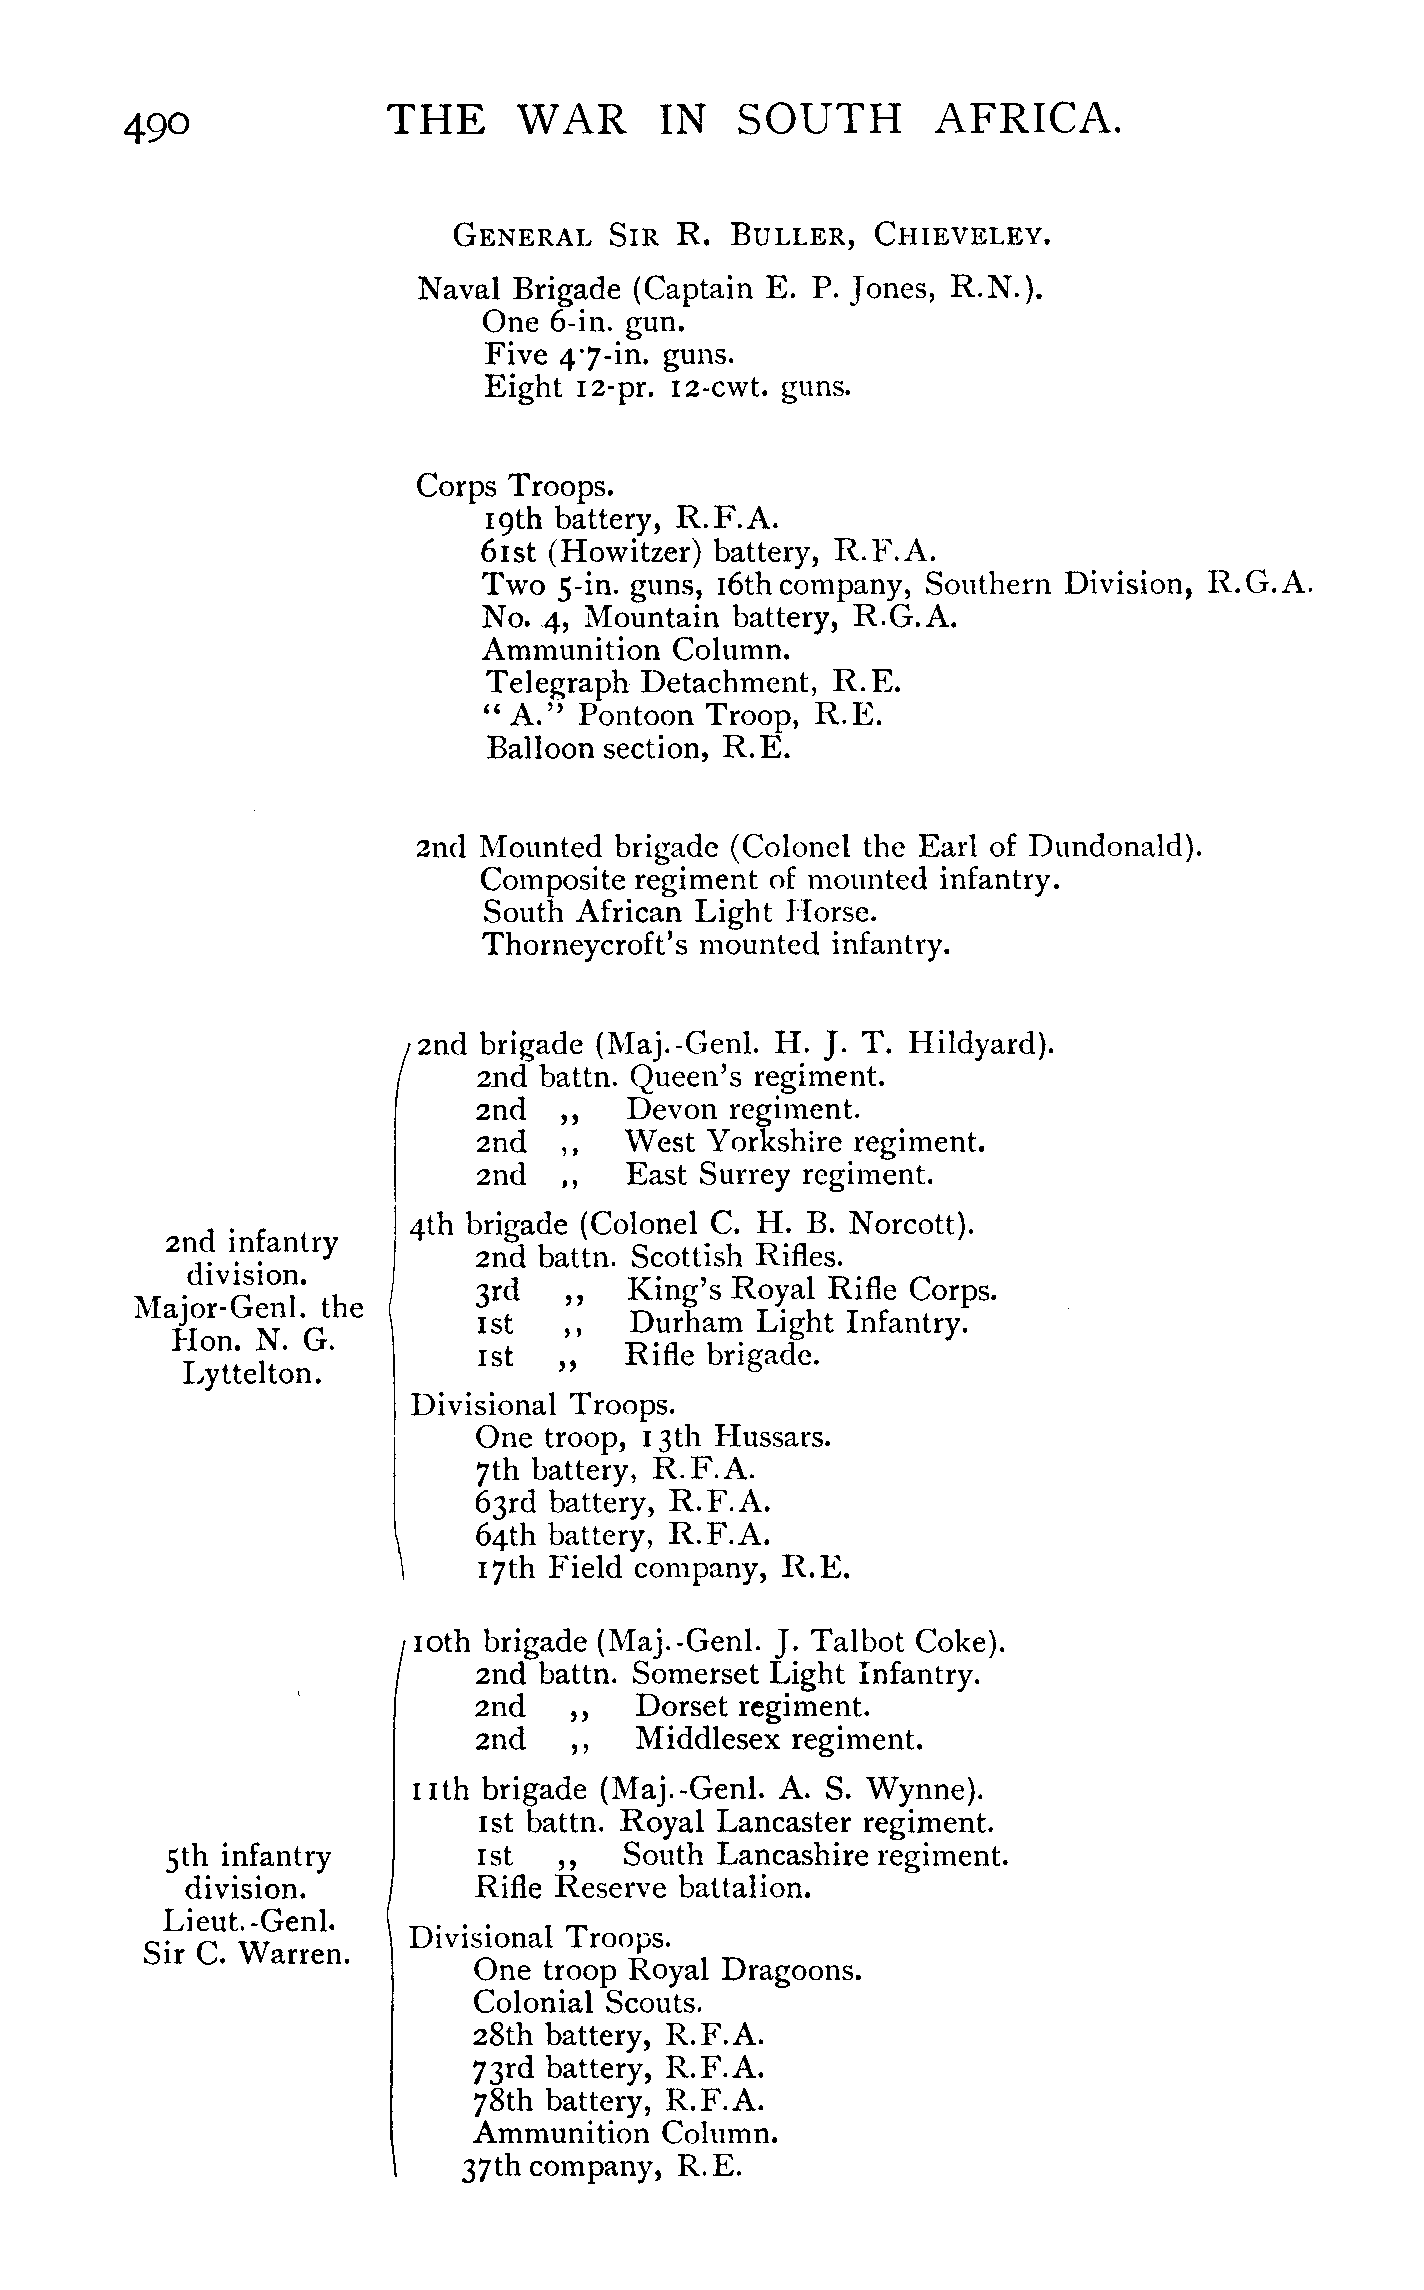 490 THE WAR IN SOUTH AFRICA.
GENERAL SIR R. BULLER, CHIEVELEY.
Naval Brigade (Captain E. P. Jones, R.N.).
One 6-in. gun.
Five 4·7-in. guns.
Eight 12-pr. 12-cwt. guns.
Corps Troops.
19th battery, R.F.A.
61st (Howitzer) battery, R.F.A.
Two 5-in. guns, 16th company, Southern Division, R.G.A.
No. 4, Mountain battery, R.G.A.
Ammunition Column.
Telegraph Detachment, R.E.
“ A.” Pontoon Troop, R.E.
Balloon section, R.E.
2nd Mounted brigade (Colonel the Earl of Dundonald).
Composite regiment of mounted infantry.
South African Light Horse.
Thorneycroft's mounted infantry.
2nd infantry
division.
Major-Genl. the
Hon. N. G.
Lyttelton.
2nd brigade (Maj.-Genl. H. J. T. Hildyard).
2nd battn. Queen's regiment.
2nd ,, Devon regiment.
2nd ,, West Yorkshire regiment.
2nd ,, East Surrey regiment.
4th brigade (Colonel C. H. B. Norcott).
2nd battn. Scottish Rifles.
3rd ,, King's Royal Rifle Corps.
1st ,, Durham Light Infantry.
1st ,, Rifle brigade.
Divisional Troops.
One troop, 13th Hussars.
7th battery, R.F.A.
63rd battery, R.F.A.
64th battery, R.F.A.
17th Field company, R.E.
5th infantry
division.
Lieut.-Genl.
Sir C. Warren.
10th brigade (Maj.-Genl. J. Talbot Coke).
2nd battn. Somerset Light Infantry.
2nd ,, Dorset regiment.
2nd ,, Middlesex regiment.
11th brigade (Maj.-Genl. A. S. Wynne).
1st battn. Royal Lancaster regiment.
1st ,, South Lancashire regiment.
Rifle Reserve battalion.
Divisional Troops.
One troop Royal Dragoons.
Colonial Scouts.
28th battery, R.F.A.
73rd battery, R.F.A.
78th battery, R.F.A.
Ammunition Column.
37th company, R.E.